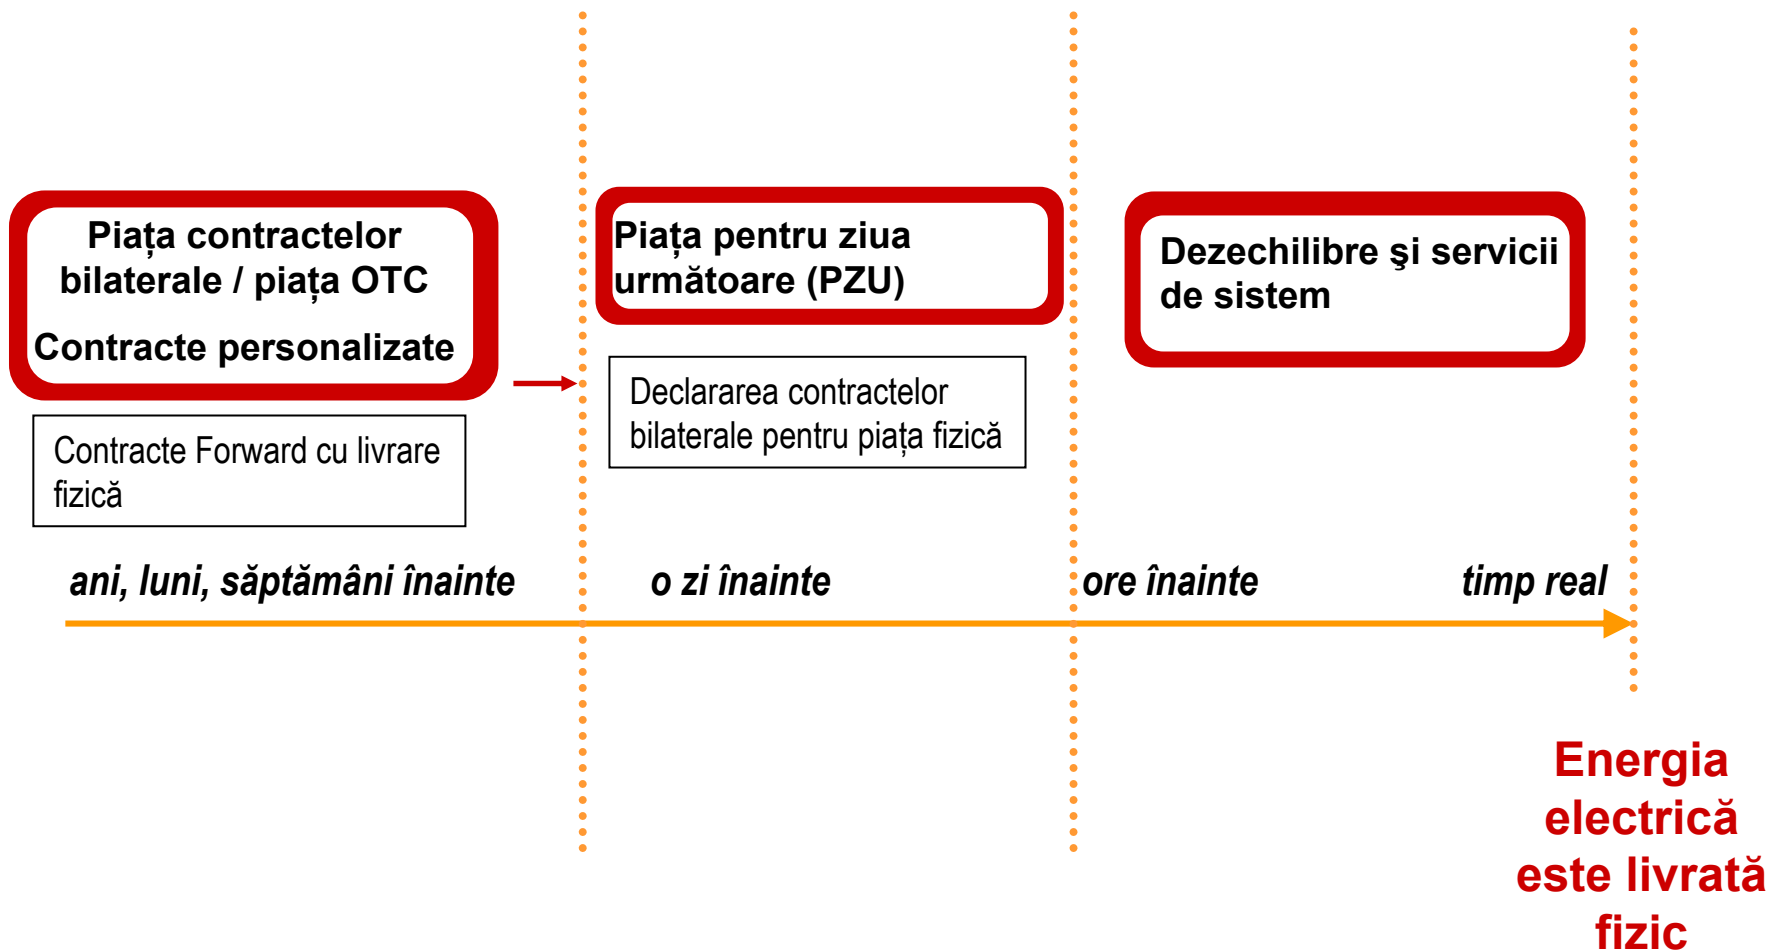 Piața contractelor
bilaterale / piața OTC
Contracte personalizate
Contracte Forward cu livrare
fizică
Piața pentru ziua
următoare (PZU)
Declararea contractelor
bilaterale pentru piața fizică
Dezechilibre şi servicii
de sistem
ani, luni, săptămâni înainte
o zi înainte
ore înainte
timp real
Energia
electrică
este livrată
fizic